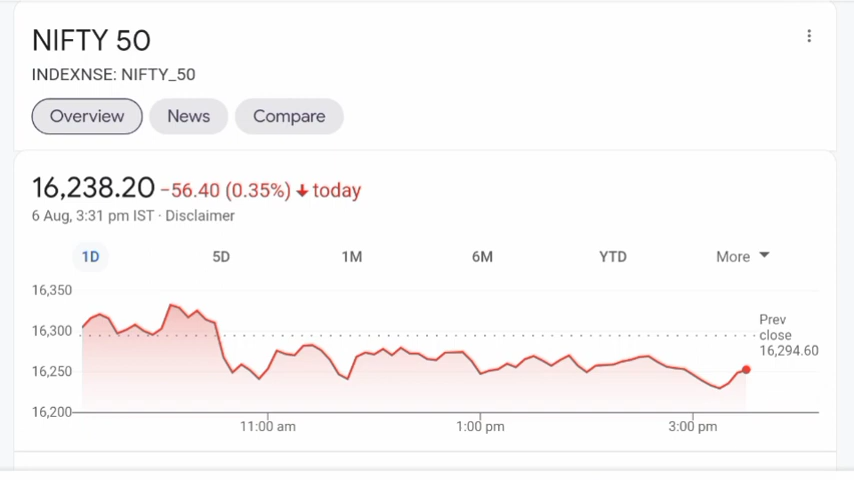 NIFTY 50
INDEXNSE: NIFTY_50
Overview News Compare
16,238.20 −56.40 (0.35%) ↓ today
6 Aug, 3:31 pm IST · Disclaimer
1D 5D 1M 6M YTD More
16,350
16,300
16,250
16,200
Prev
close
16,294.60
11:00 am 1:00 pm 3:00 pm